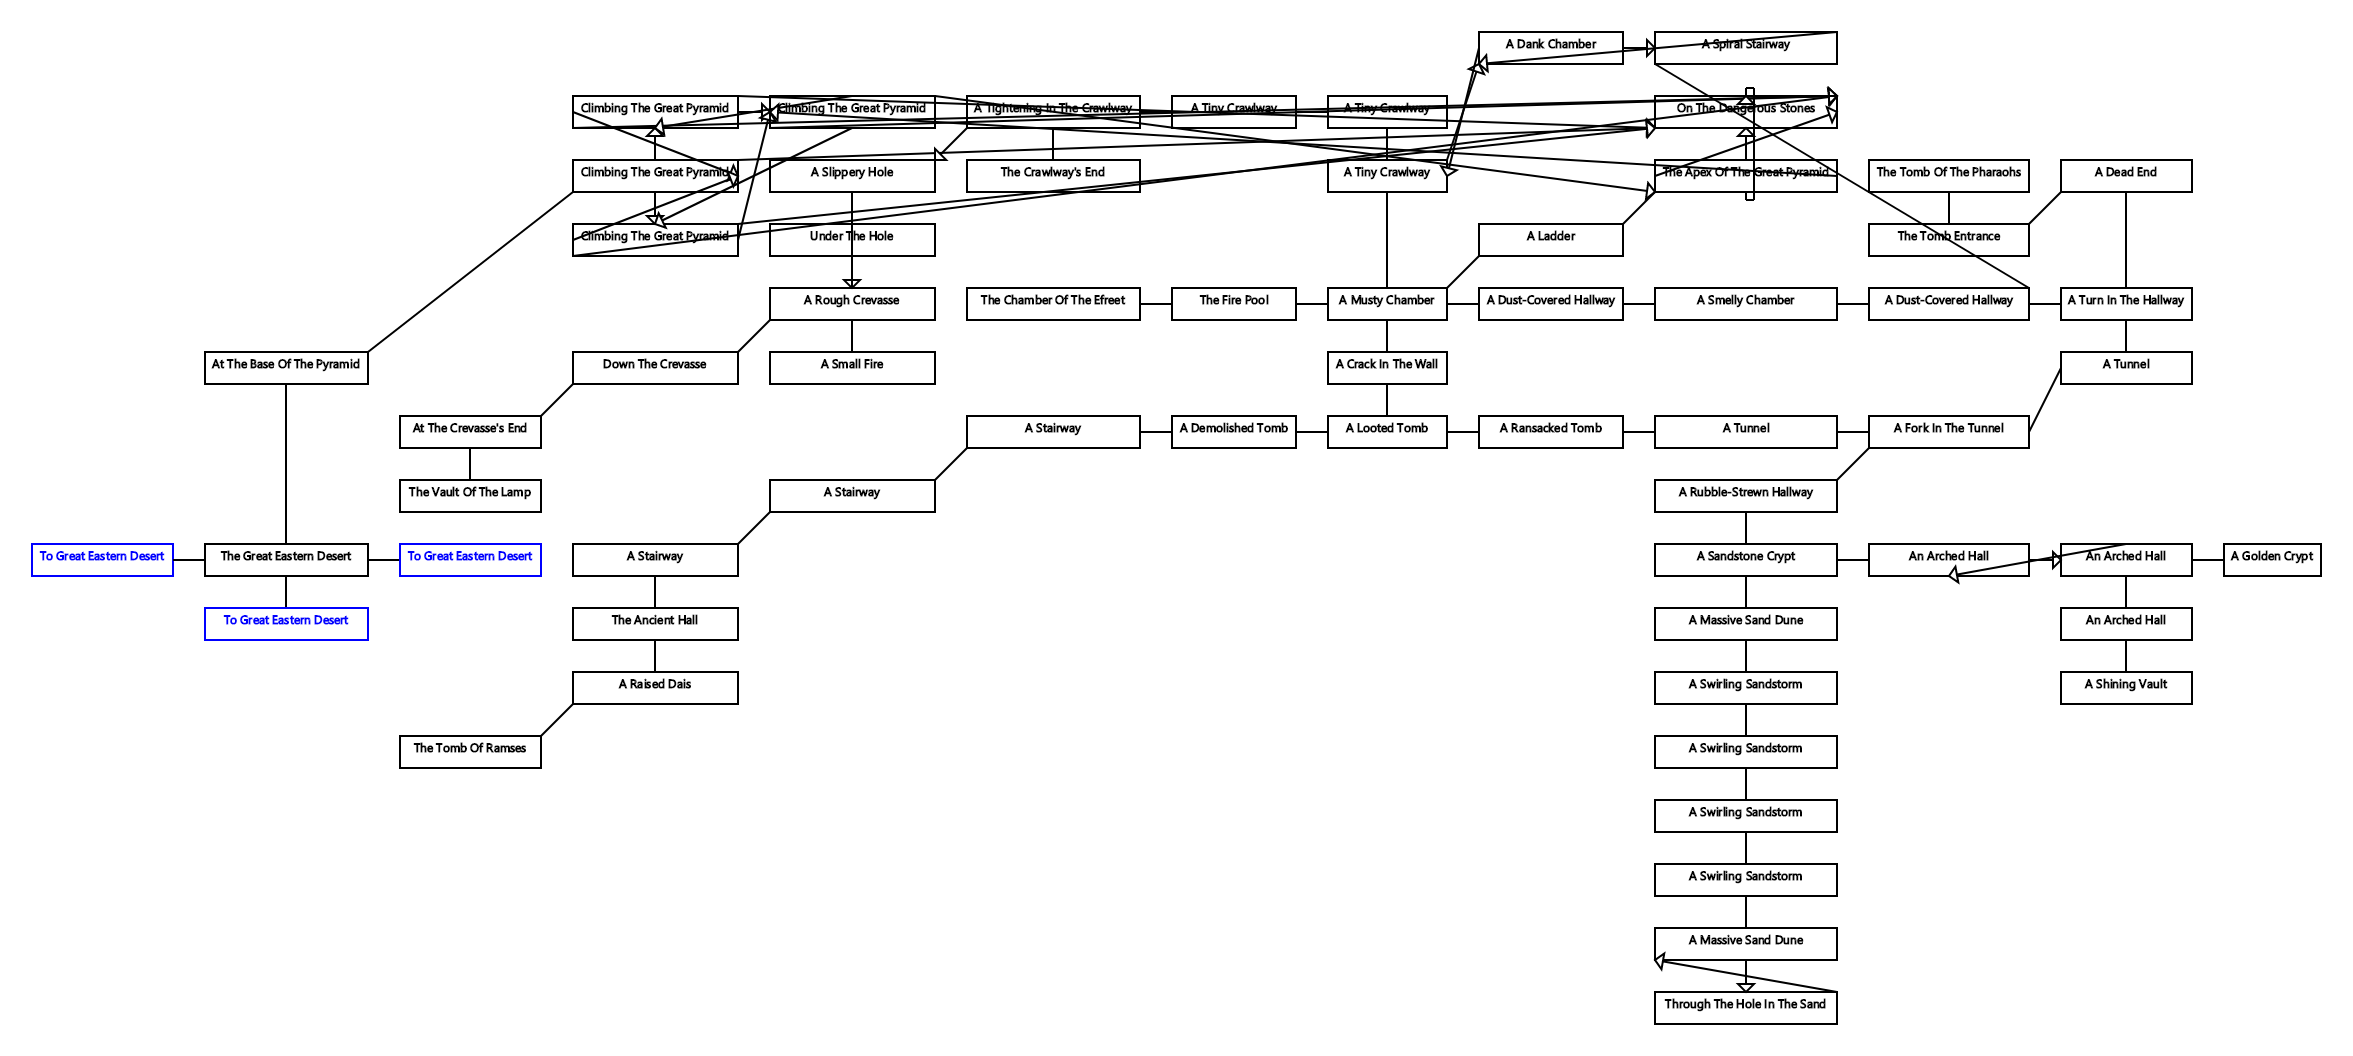 A Dank Chamber
A Spiral Stairway
Climbing The Great Pyramid
Climbing The Great Pyramid
A Tightening In The Crawlway
A Tiny Crawlway
A Tiny Crawlway
On The Dangerous Stones
Climbing The Great Pyramid
A Slippery Hole
The Crawlway's End
A Tiny Crawlway
The Apex Of The Great Pyramid
The Tomb Of The Pharaohs
A Dead End
Climbing The Great Pyramid
Under The Hole
A Ladder
The Tomb Entrance
A Rough Crevasse
The Chamber Of The Efreet
The Fire Pool
A Musty Chamber
A Dust-Covered Hallway
A Smelly Chamber
A Dust-Covered Hallway
A Turn In The Hallway
At The Base Of The Pyramid
Down The Crevasse
A Small Fire
A Crack In The Wall
A Tunnel
At The Crevasse's End
A Stairway
A Demolished Tomb
A Looted Tomb
A Ransacked Tomb
A Tunnel
A Fork In The Tunnel
The Vault Of The Lamp
A Stairway
A Rubble-Strewn Hallway
To Great Eastern Desert
The Great Eastern Desert
To Great Eastern Desert
A Stairway
A Sandstone Crypt
An Arched Hall
An Arched Hall
A Golden Crypt
To Great Eastern Desert
The Ancient Hall
A Massive Sand Dune
An Arched Hall
A Raised Dais
A Swirling Sandstorm
A Shining Vault
The Tomb Of Ramses
A Swirling Sandstorm
A Swirling Sandstorm
A Swirling Sandstorm
A Massive Sand Dune
Through The Hole In The Sand